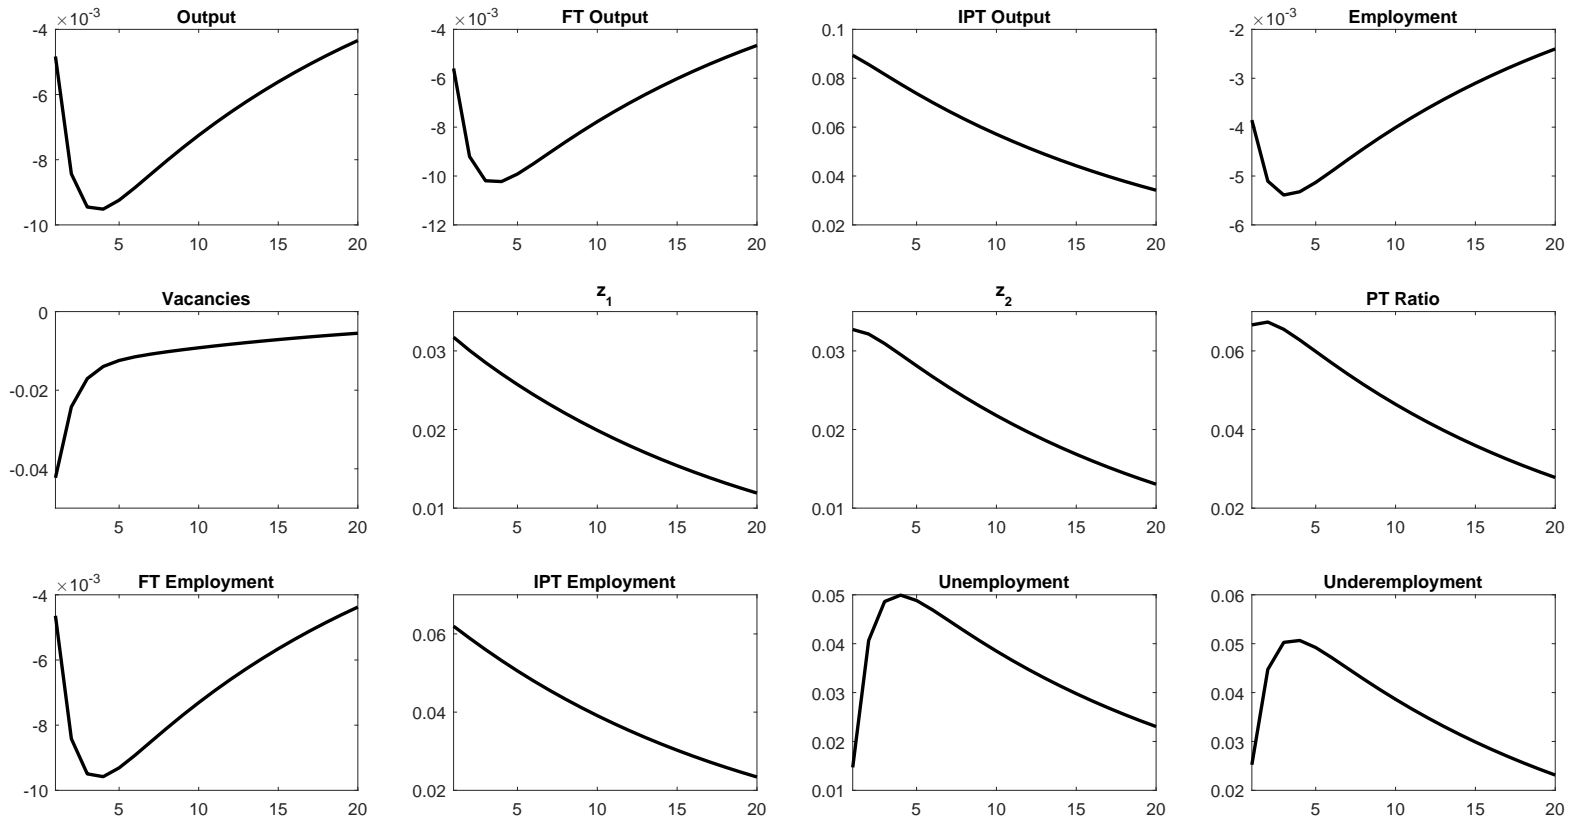 Output
×10⁻³
-4
-6
-8
-10
5 10 15 20
FT Output
×10⁻³
-4
-6
-8
-10
-12
5 10 15 20
IPT Output
0.1
0.08
0.06
0.04
0.02
5 10 15 20
Employment
×10⁻³
-2
-3
-4
-5
-6
5 10 15 20
Vacancies
0
-0.02
-0.04
5 10 15 20
z₁
0.03
0.02
0.01
5 10 15 20
z₂
0.03
0.02
0.01
5 10 15 20
PT Ratio
0.06
0.04
0.02
5 10 15 20
FT Employment
×10⁻³
-4
-6
-8
-10
5 10 15 20
IPT Employment
0.06
0.04
0.02
5 10 15 20
Unemployment
0.05
0.04
0.03
0.02
0.01
5 10 15 20
Underemployment
0.06
0.05
0.04
0.03
0.02
5 10 15 20